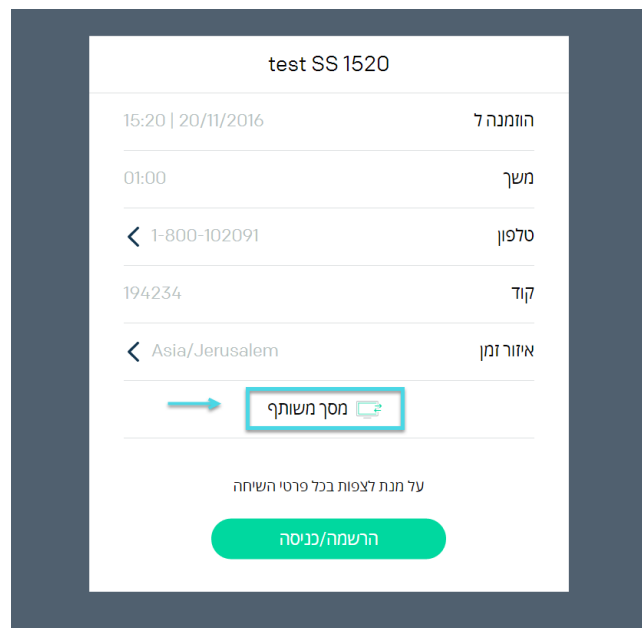 test SS 1520
הוזמנה ל 15:20 | 20/11/2016
משך 01:00
טלפון 1-800-102091
קוד 194234
איזור זמן Asia/Jerusalem
מסך משותף
על מנת לצפות בכל פרטי השיחה
הרשמה/כניסה